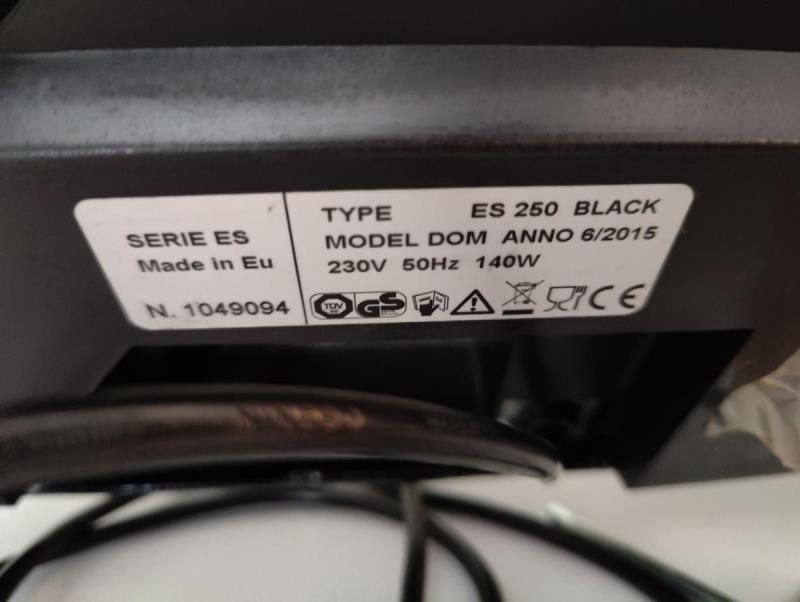 SERIE ES
Made in Eu
N. 1049094
TYPE ES 250 BLACK
MODEL DOM ANNO 6/2015
230V 50Hz 140W
TÜV GS CE